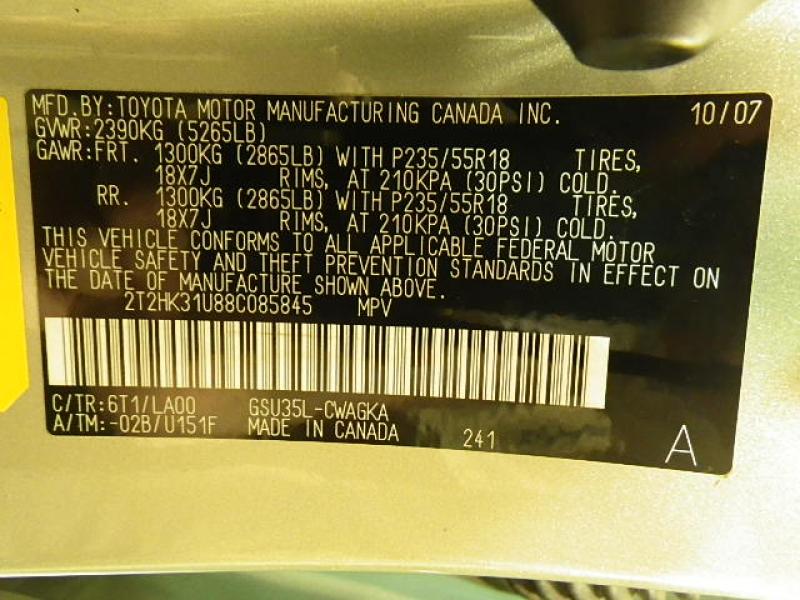 MFD. BY: TOYOTA MOTOR MANUFACTURING CANADA INC. 10/07
GVWR: 2390KG (5265LB)
GAWR: FRT. 1300KG (2865LB) WITH P235/55R18 TIRES,
18X7J RIMS, AT 210KPA (30PSI) COLD.
RR. 1300KG (2865LB) WITH P235/55R18 TIRES,
18X7J RIMS, AT 210KPA (30PSI) COLD.
THIS VEHICLE CONFORMS TO ALL APPLICABLE FEDERAL MOTOR
VEHICLE SAFETY AND THEFT PREVENTION STANDARDS IN EFFECT ON
THE DATE OF MANUFACTURE SHOWN ABOVE.
2T2HK31U88C085845 MPV
C/TR: 6T1/LA00 GSU35L-CWAGKA
A/TM: -02B/U151F MADE IN CANADA 241 A